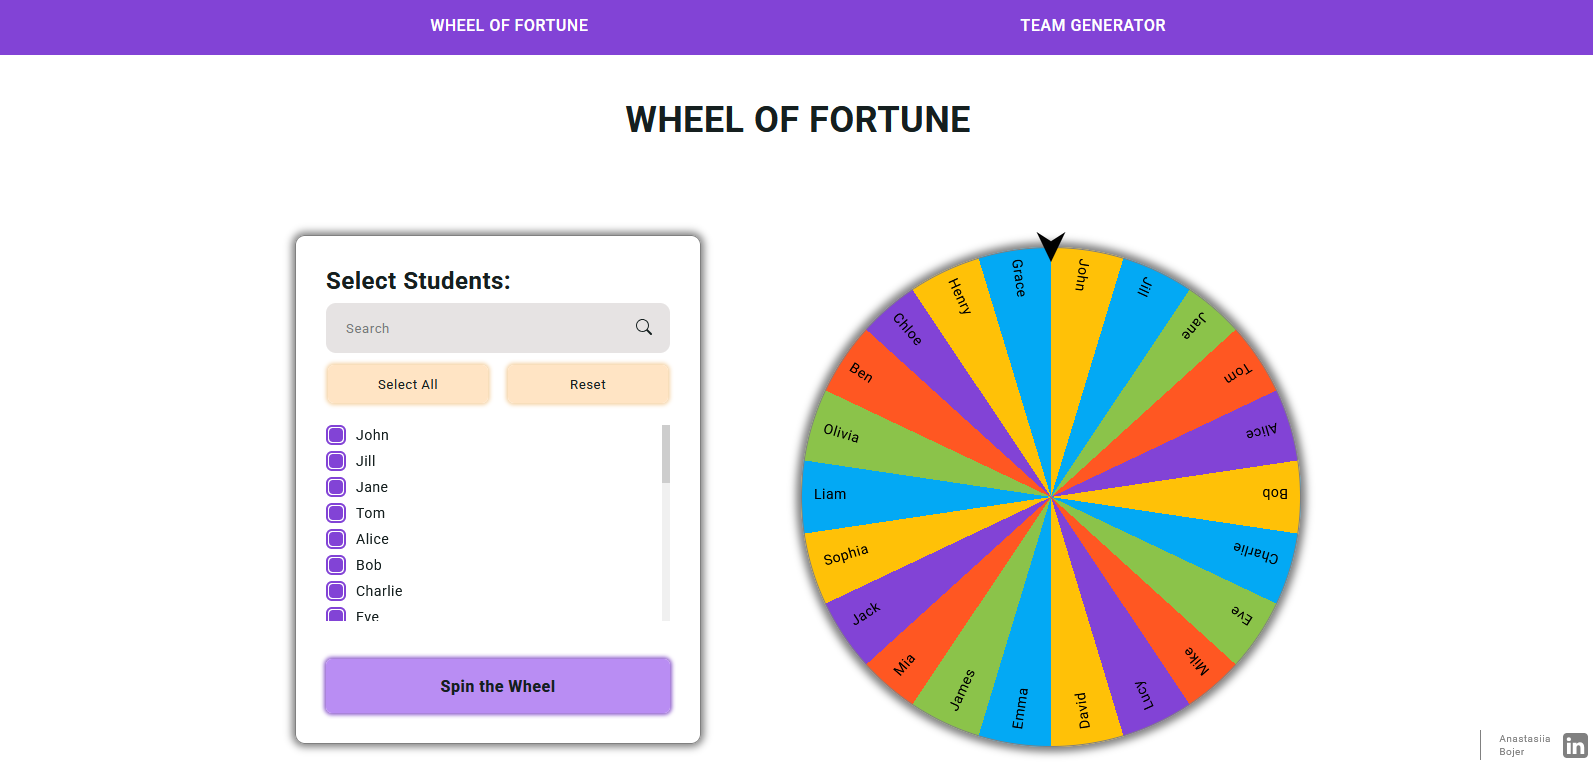 WHEEL OF FORTUNE
TEAM GENERATOR
WHEEL OF FORTUNE
Select Students:
Search
Select All
Reset
John
Jill
Jane
Tom
Alice
Bob
Charlie
Eve
Spin the Wheel
John
Jill
Jane
Tom
Alice
Bob
Charlie
Eve
Mike
Lucy
David
Emma
James
Mia
Jack
Sophia
Liam
Olivia
Ben
Chloe
Henry
Grace
Anastasiia
Bojer
in